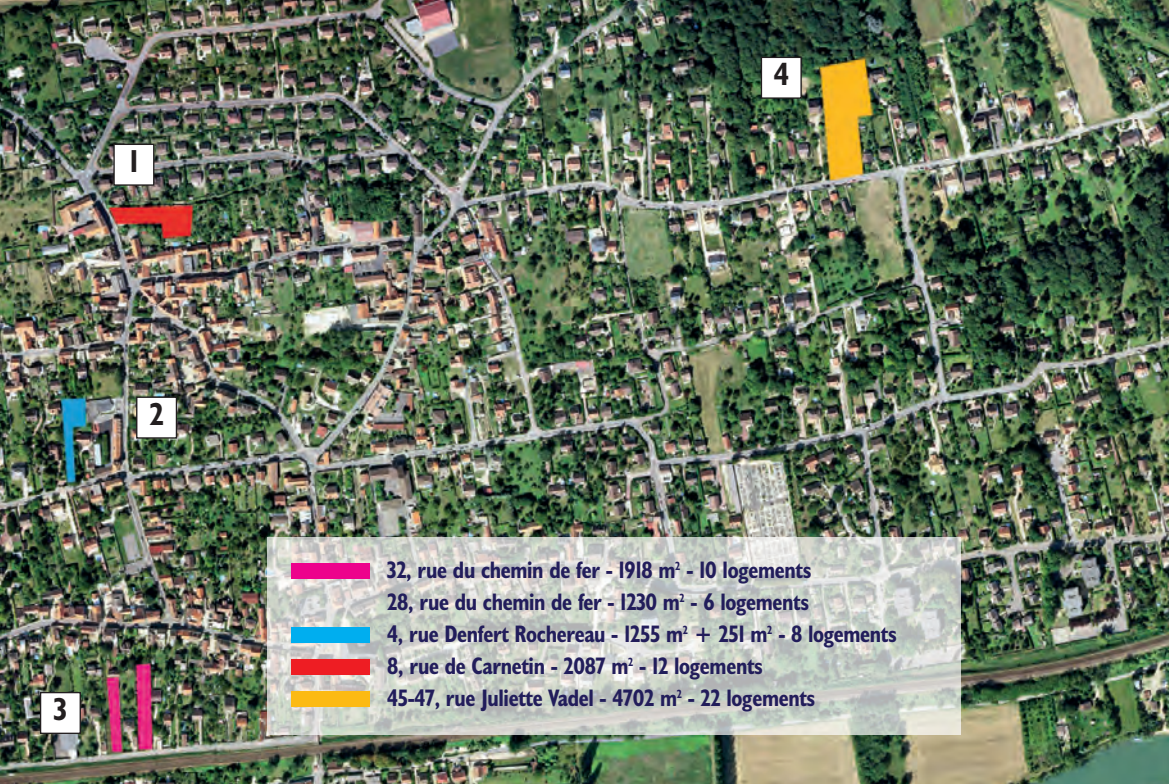 4
1
2
32, rue du chemin de fer - 1918 m² - 10 logements
28, rue du chemin de fer - 1230 m² - 6 logements
4, rue Denfert Rochereau - 1255 m² + 251 m² - 8 logements
8, rue de Carnetin - 2087 m² - 12 logements
45-47, rue Juliette Vadel - 4702 m² - 22 logements
3